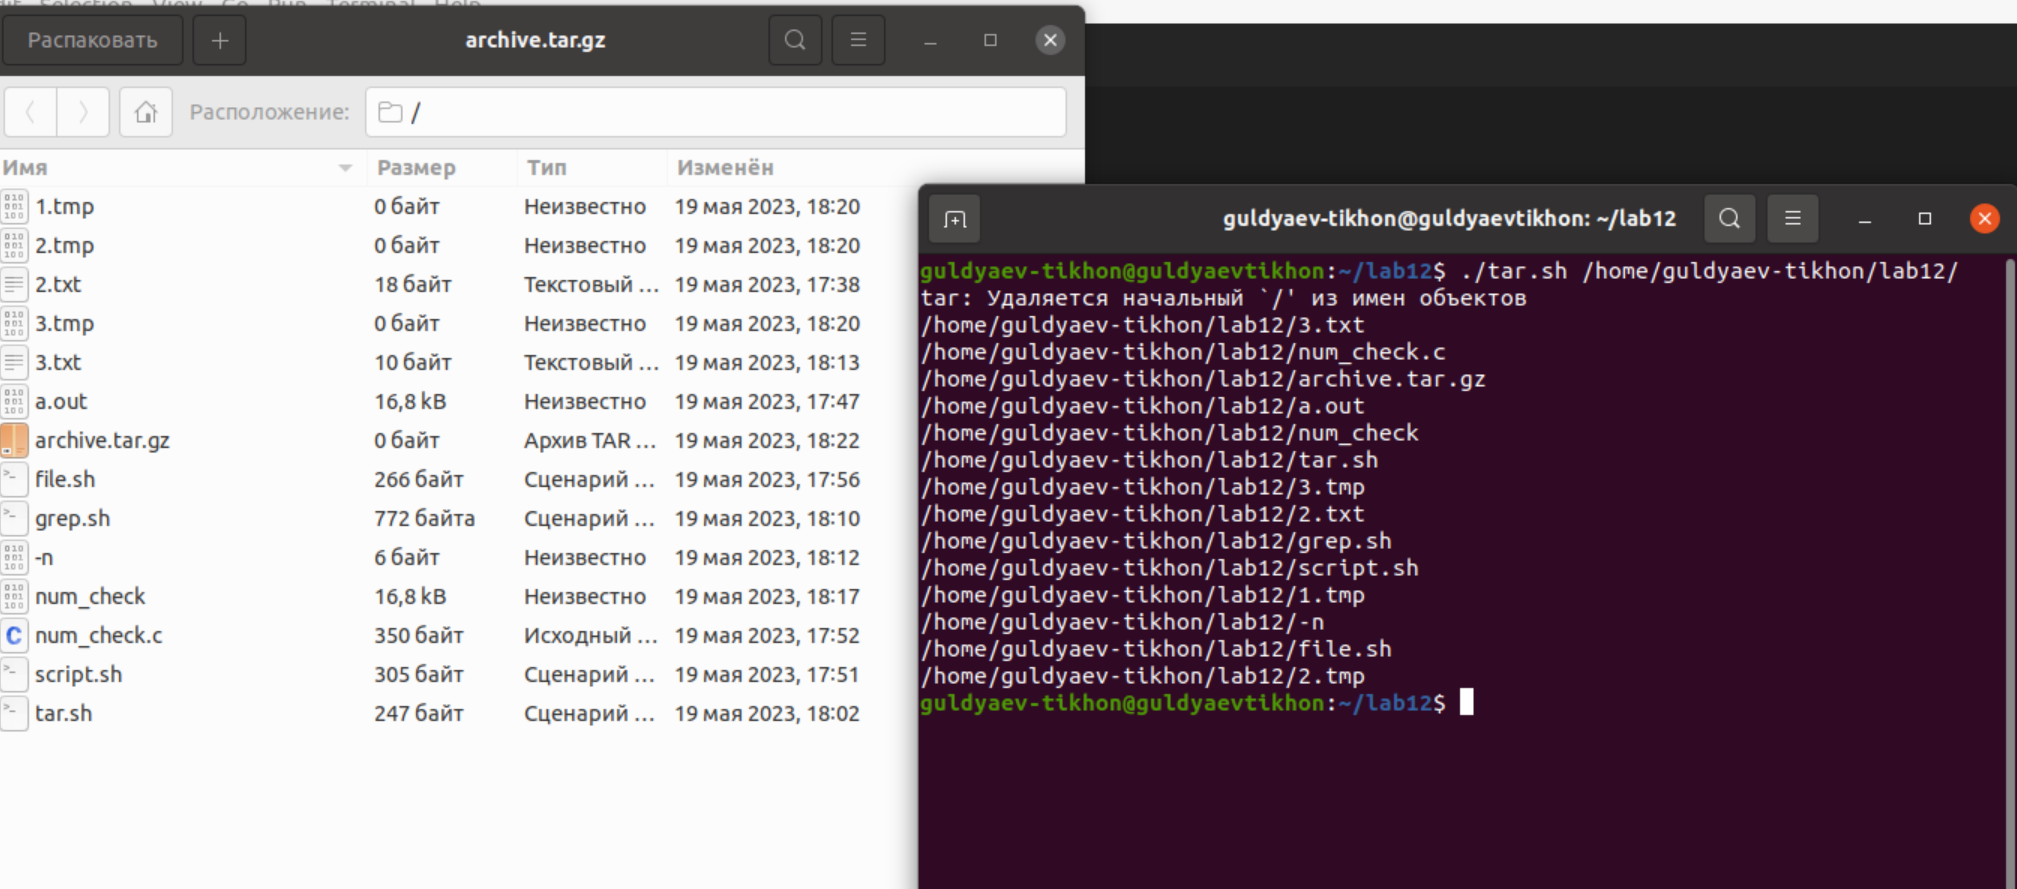 Edit Selection View Go Run Terminal Help
Распаковать
archive.tar.gz
Расположение: /
Имя Размер Тип Изменён
1.tmp 0 байт Неизвестно 19 мая 2023, 18:20
2.tmp 0 байт Неизвестно 19 мая 2023, 18:20
2.txt 18 байт Текстовый ... 19 мая 2023, 17:38
3.tmp 0 байт Неизвестно 19 мая 2023, 18:20
3.txt 10 байт Текстовый ... 19 мая 2023, 18:13
a.out 16,8 kB Неизвестно 19 мая 2023, 17:47
archive.tar.gz 0 байт Архив TAR ... 19 мая 2023, 18:22
file.sh 266 байт Сценарий ... 19 мая 2023, 17:56
grep.sh 772 байта Сценарий ... 19 мая 2023, 18:10
-n 6 байт Неизвестно 19 мая 2023, 18:12
num_check 16,8 kB Неизвестно 19 мая 2023, 18:17
num_check.c 350 байт Исходный ... 19 мая 2023, 17:52
script.sh 305 байт Сценарий ... 19 мая 2023, 17:51
tar.sh 247 байт Сценарий ... 19 мая 2023, 18:02
guldyaev-tikhon@guldyaevtikhon: ~/lab12
guldyaev-tikhon@guldyaevtikhon:~/lab12$ ./tar.sh /home/guldyaev-tikhon/lab12/
tar: Удаляется начальный `/' из имен объектов
/home/guldyaev-tikhon/lab12/3.txt
/home/guldyaev-tikhon/lab12/num_check.c
/home/guldyaev-tikhon/lab12/archive.tar.gz
/home/guldyaev-tikhon/lab12/a.out
/home/guldyaev-tikhon/lab12/num_check
/home/guldyaev-tikhon/lab12/tar.sh
/home/guldyaev-tikhon/lab12/3.tmp
/home/guldyaev-tikhon/lab12/2.txt
/home/guldyaev-tikhon/lab12/grep.sh
/home/guldyaev-tikhon/lab12/script.sh
/home/guldyaev-tikhon/lab12/1.tmp
/home/guldyaev-tikhon/lab12/-n
/home/guldyaev-tikhon/lab12/file.sh
/home/guldyaev-tikhon/lab12/2.tmp
guldyaev-tikhon@guldyaevtikhon:~/lab12$